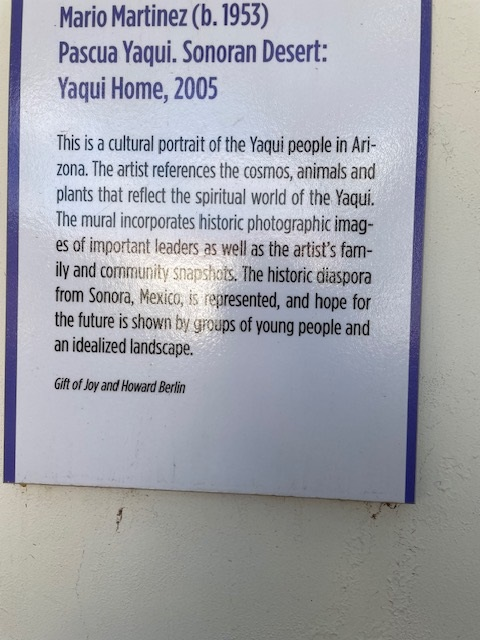 Mario Martinez (b. 1953)
Pascua Yaqui. Sonoran Desert:
Yaqui Home, 2005
This is a cultural portrait of the Yaqui people in Ari-
zona. The artist references the cosmos, animals and
plants that reflect the spiritual world of the Yaqui.
The mural incorporates historic photographic imag-
es of important leaders as well as the artist's fam-
ily and community snapshots. The historic diaspora
from Sonora, Mexico, is represented, and hope for
the future is shown by groups of young people and
an idealized landscape.
Gift of Joy and Howard Berlin